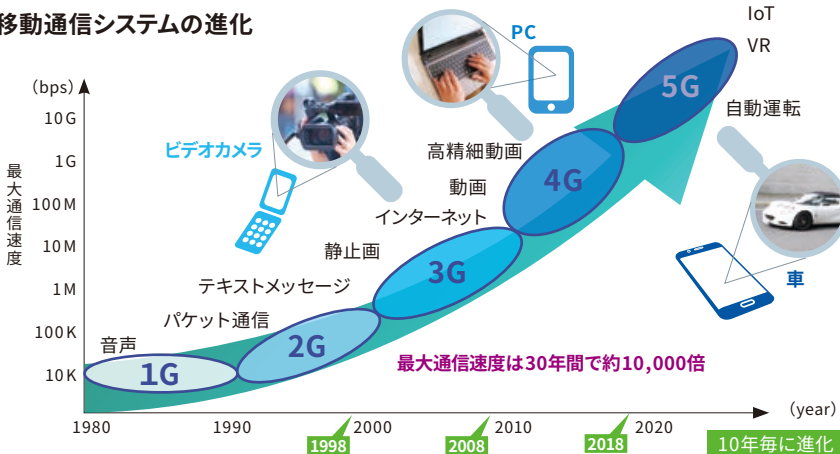 移動通信システムの進化
IoT
VR
PC
(bps)
10G
1G
100M
10M
1M
100K
10K
最大通信速度
ビデオカメラ
5G
自動運転
高精細動画
4G
動画
インターネット
静止画
3G
テキストメッセージ
車
パケット通信
2G
音声
1G
最大通信速度は30年間で約10,000倍
(year)
1980
1990
2000
2010
2020
1998
2008
2018
10年毎に進化